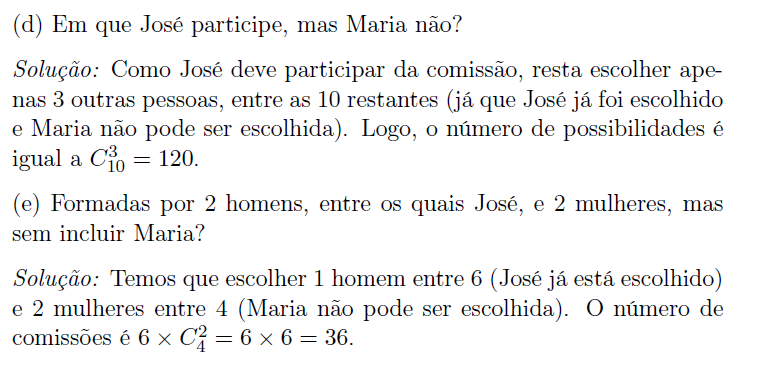 (d) Em que José participe, mas Maria não?
Solução: Como José deve participar da comissão, resta escolher ape-
nas 3 outras pessoas, entre as 10 restantes (já que José já foi escolhido
e Maria não pode ser escolhida). Logo, o número de possibilidades é
igual a $C_{10}^{3} = 120$.
(e) Formadas por 2 homens, entre os quais José, e 2 mulheres, mas
sem incluir Maria?
Solução: Temos que escolher 1 homem entre 6 (José já está escolhido)
e 2 mulheres entre 4 (Maria não pode ser escolhida). O número de
comissões é $6 × C_{4}^{2} = 6 × 6 = 36$.